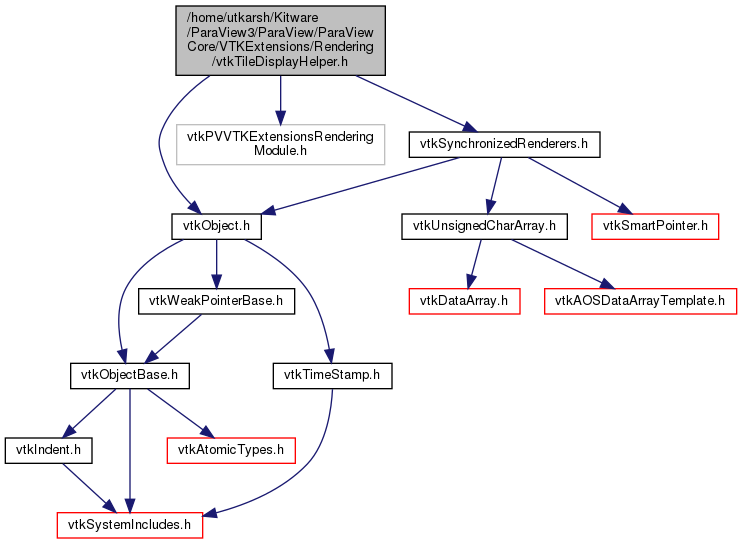 /home/utkarsh/Kitware
/ParaView3/ParaView/ParaView
Core/VTKExtensions/Rendering
/vtkTileDisplayHelper.h
vtkPVVTKExtensionsRendering
Module.h
vtkSynchronizedRenderers.h
vtkObject.h
vtkUnsignedCharArray.h
vtkSmartPointer.h
vtkWeakPointerBase.h
vtkDataArray.h
vtkAOSDataArrayTemplate.h
vtkObjectBase.h
vtkTimeStamp.h
vtkIndent.h
vtkAtomicTypes.h
vtkSystemIncludes.h